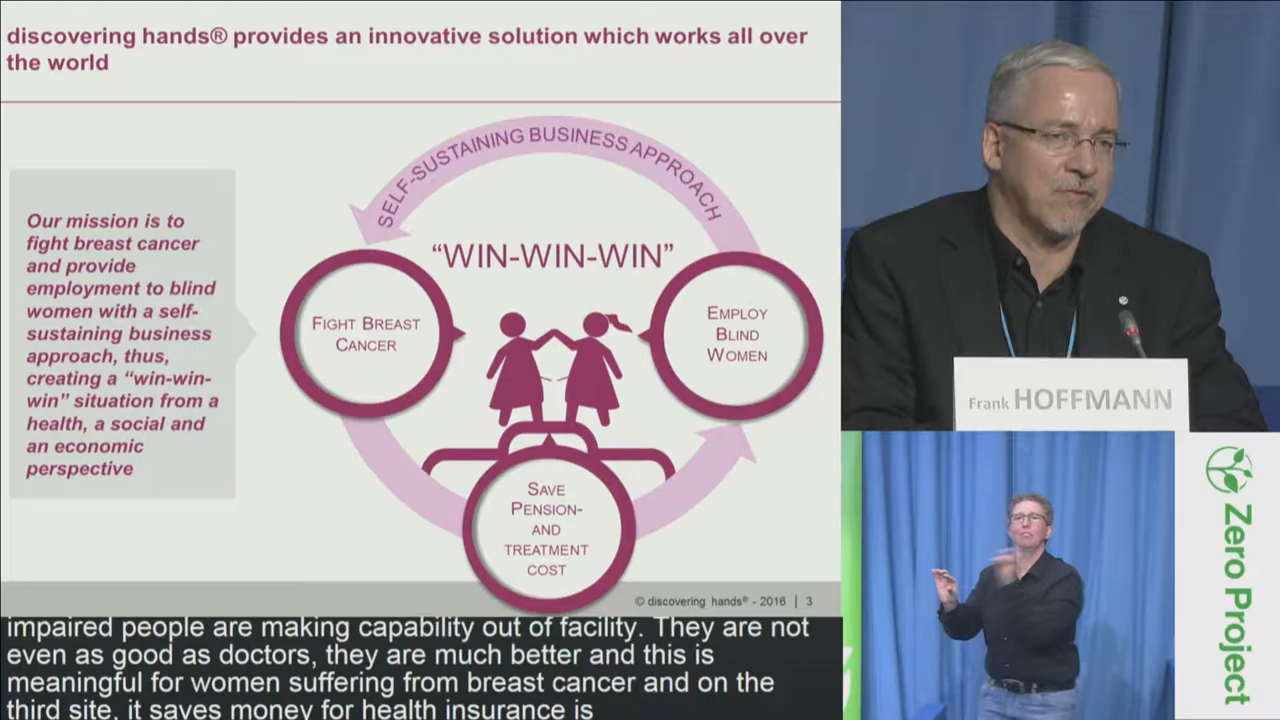 discovering hands® provides an innovative solution which works all over
the world
Our mission is to
fight breast cancer
and provide
employment to blind
women with a self-
sustaining business
approach, thus,
creating a “win-win-
win” situation from a
health, a social and
an economic
perspective
SELF-SUSTAINING BUSINESS APPROACH
“WIN-WIN-WIN”
FIGHT BREAST
CANCER
EMPLOY
BLIND
WOMEN
SAVE
PENSION-
AND
TREATMENT
COST
© discovering hands® - 2016 | 3
Frank HOFFMANN
Zero Project
impaired people are making capability out of facility. They are not
even as good as doctors, they are much better and this is
meaningful for women suffering from breast cancer and on the
third site, it saves money for health insurance is